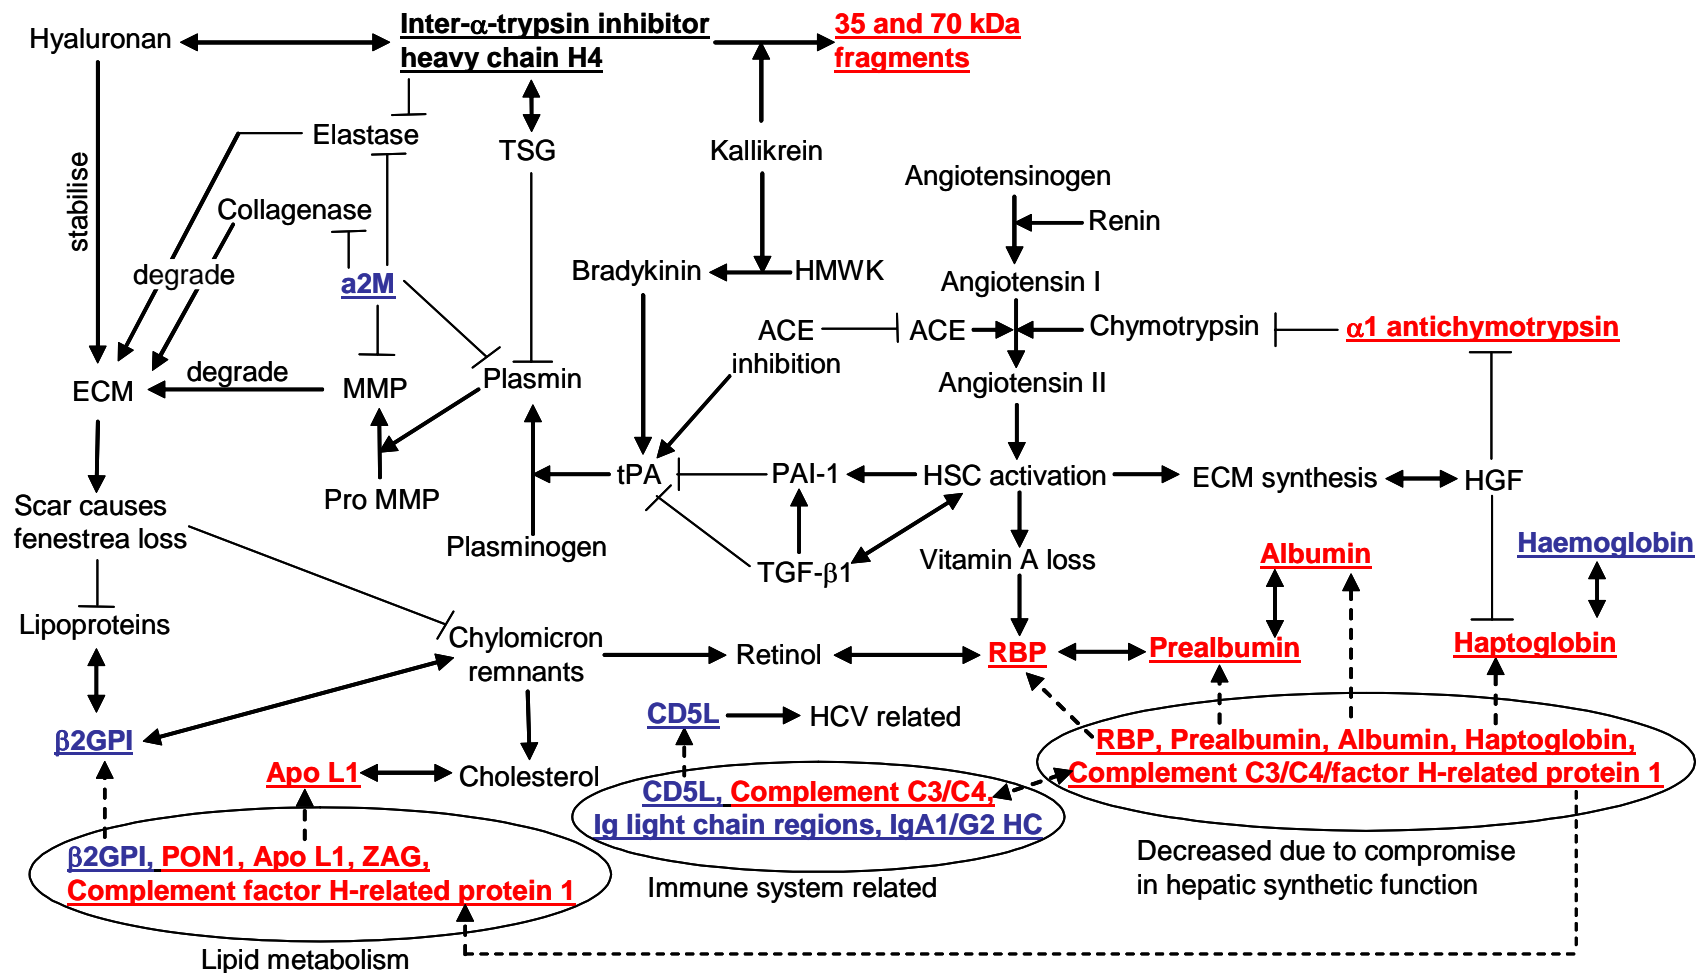 Inter-α-trypsin inhibitor
heavy chain H4
35 and 70 kDa
fragments
Hyaluronan
Elastase
TSG
Kallikrein
Angiotensinogen
stabilise
Collagenase
Renin
degrade
a2M
Bradykinin
HMWK
Angiotensin I
ACE
inhibition
ACE
Chymotrypsin
α1 antichymotrypsin
ECM
degrade
MMP
Plasmin
Angiotensin II
Pro MMP
tPA
PAI-1
HSC activation
ECM synthesis
HGF
Scar causes
fenestrea loss
Plasminogen
TGF-β1
Vitamin A loss
Albumin
Haemoglobin
Lipoproteins
Chylomicron
remnants
Retinol
RBP
Prealbumin
Haptoglobin
β2GPI
CD5L
HCV related
RBP, Prealbumin, Albumin, Haptoglobin,
Complement C3/C4/factor H-related protein 1
Apo L1
Cholesterol
CD5L, Complement C3/C4,
Ig light chain regions, IgA1/G2 HC
β2GPI, PON1, Apo L1, ZAG,
Complement factor H-related protein 1
Immune system related
Decreased due to compromise
in hepatic synthetic function
Lipid metabolism